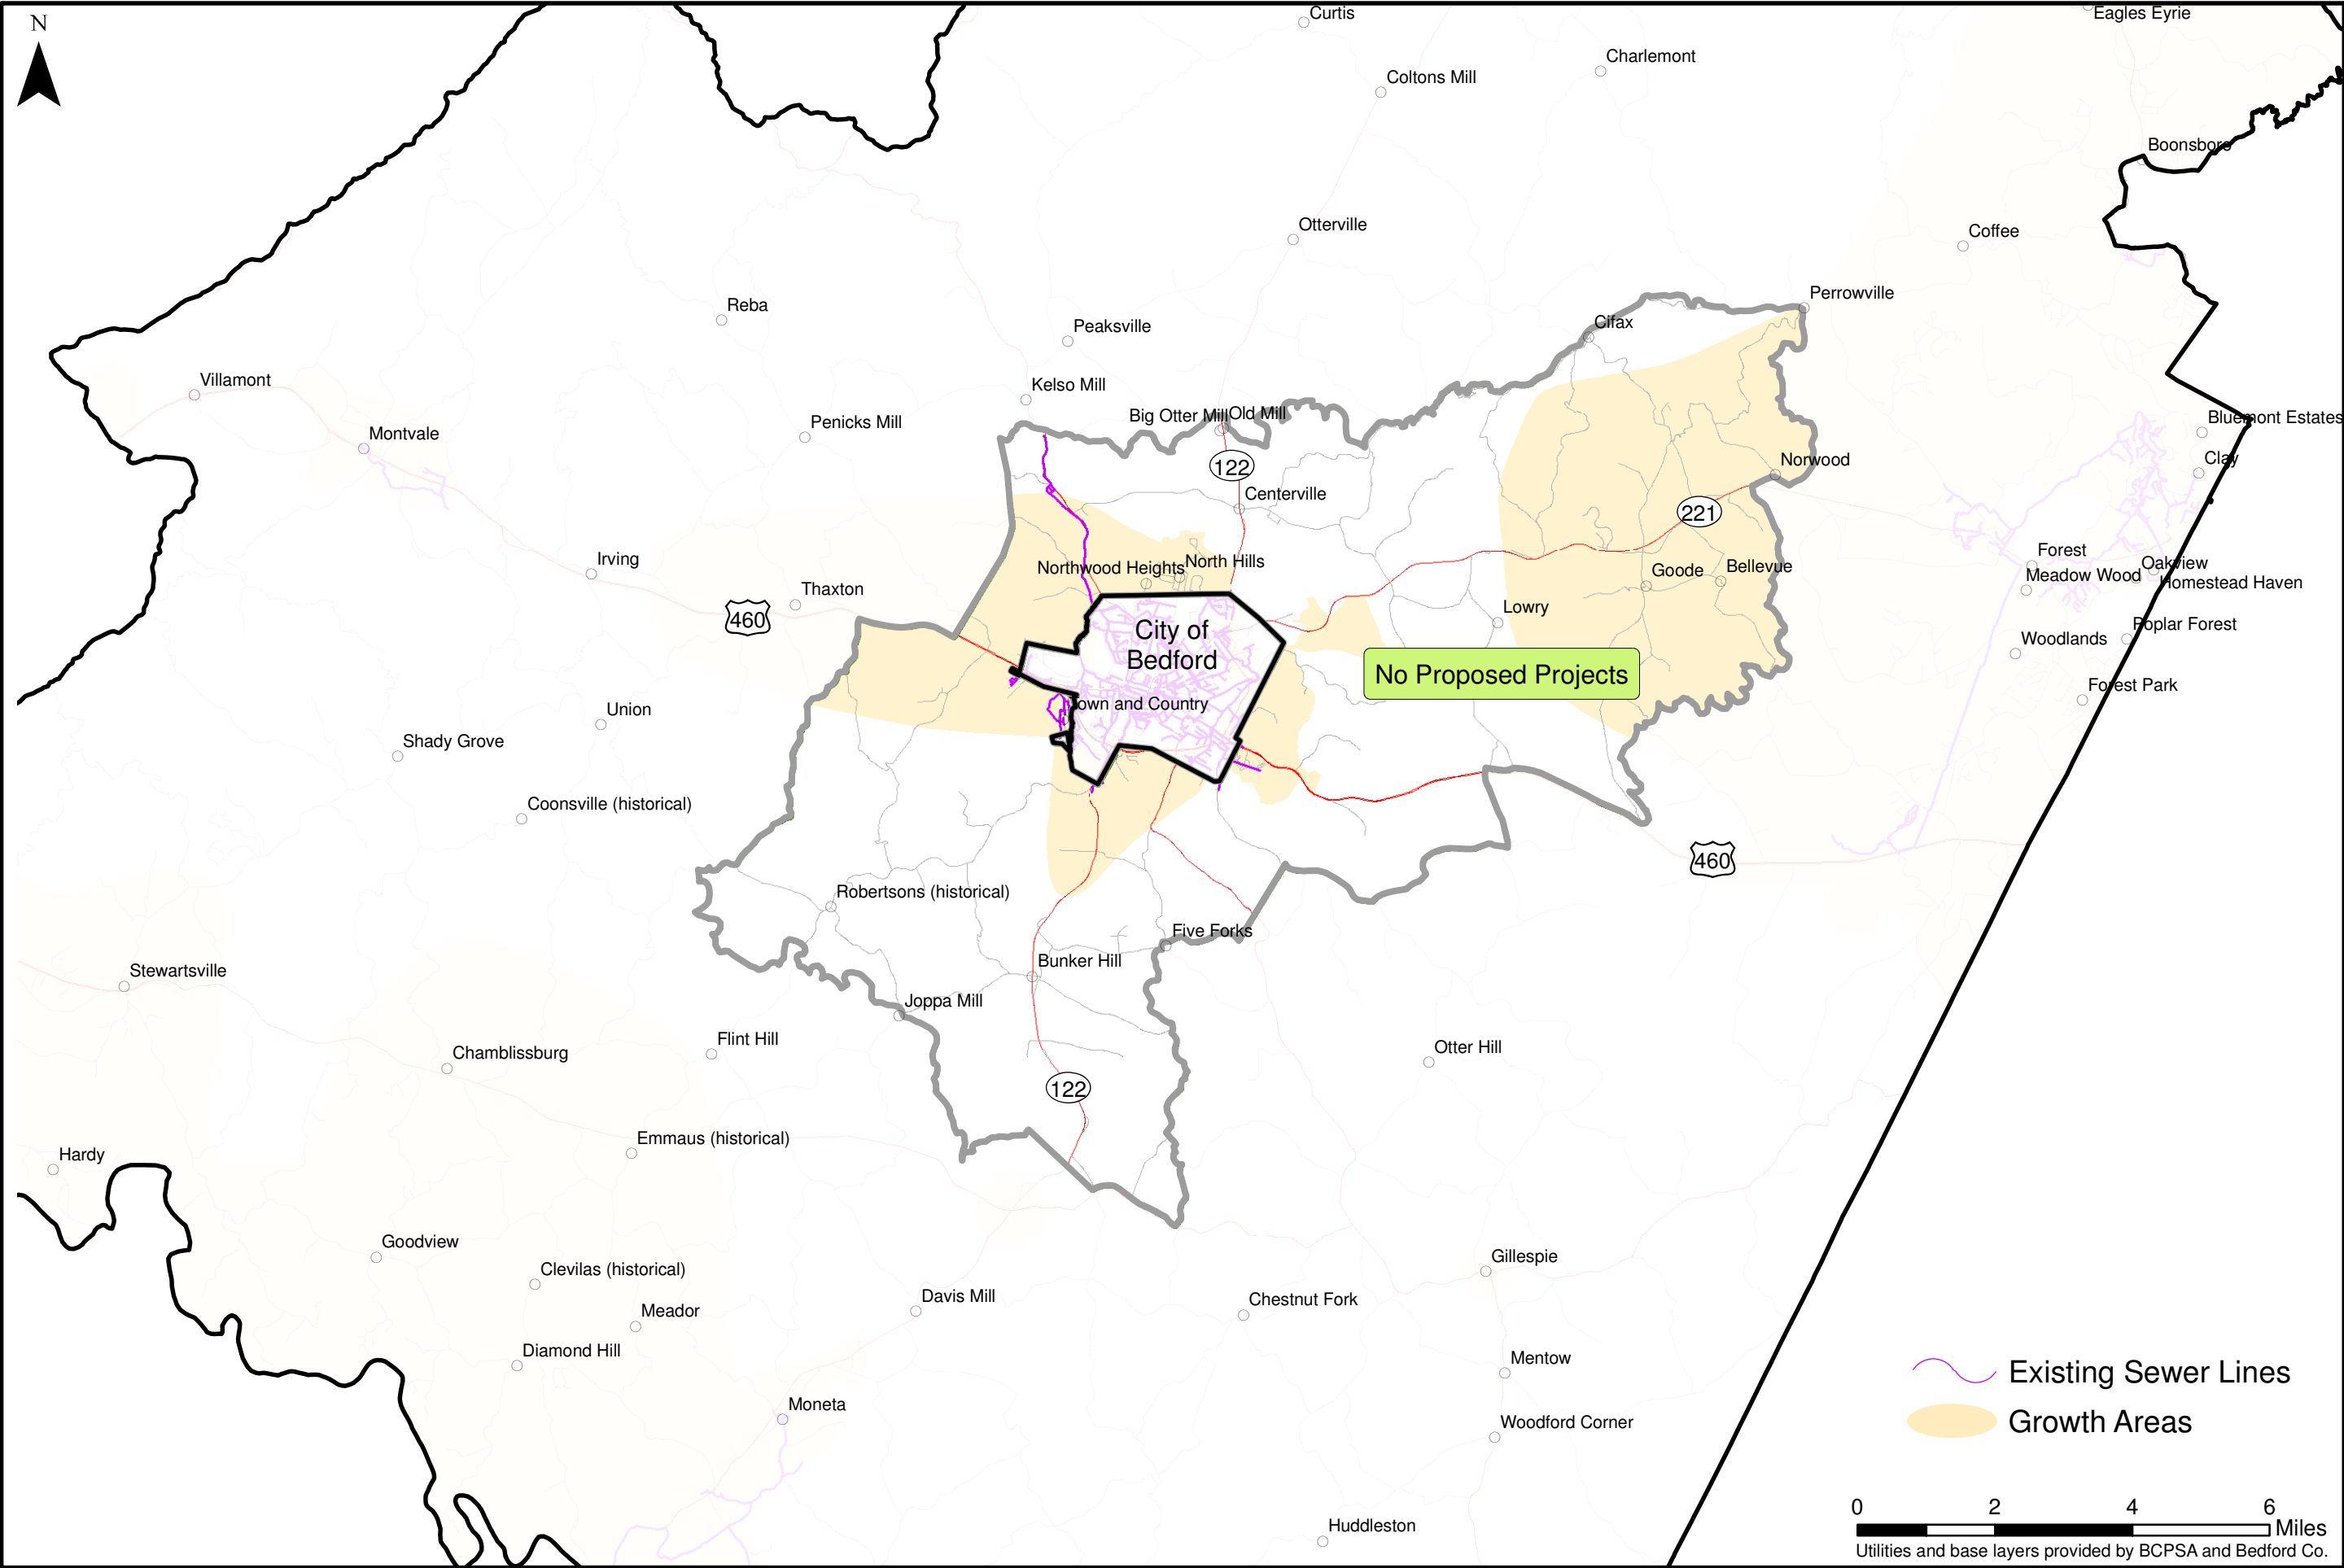 N
Curtis
Eagles Eyrie
Charlemont
Coltons Mill
Boonsboro
Otterville
Coffee
Perrowville
Reba
Cifax
Peaksville
Villamont
Kelso Mill
Big Otter Mill
Old Mill
Bluemont Estates
Penicks Mill
Montvale
122
Norwood
Clay
Centerville
221
Forest
Irving
Northwood Heights
North Hills
Goode
Bellevue
Oakview
Meadow Wood
Homestead Haven
Thaxton
460
Lowry
City of
Bedford
Poplar Forest
Woodlands
No Proposed Projects
Forest Park
Town and Country
Union
Shady Grove
Coonsville (historical)
460
Robertsons (historical)
Five Forks
Bunker Hill
Stewartsville
Joppa Mill
Flint Hill
Otter Hill
Chamblissburg
122
Emmaus (historical)
Hardy
Goodview
Gillespie
Clevilas (historical)
Davis Mill
Chestnut Fork
Meador
Diamond Hill
Mentow
Existing Sewer Lines
Moneta
Woodford Corner
Growth Areas
0 2 4 6
Miles
Huddleston
Utilities and base layers provided by BCPSA and Bedford Co.